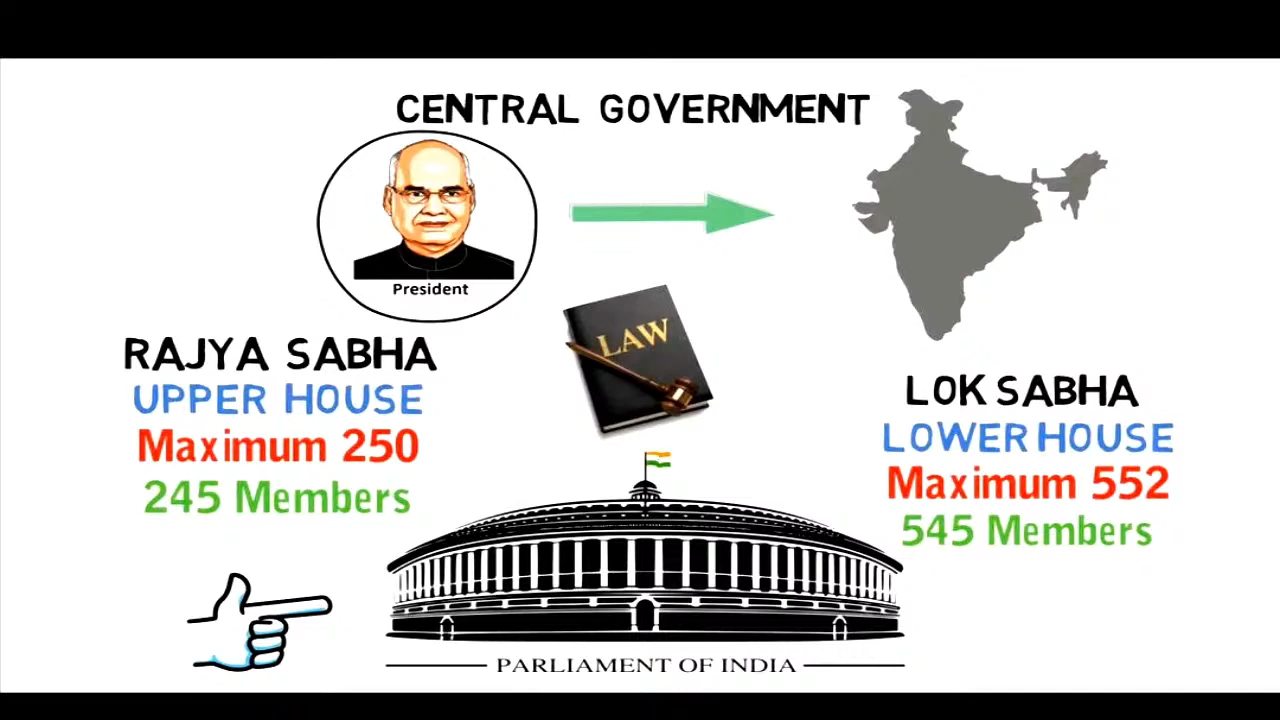 CENTRAL GOVERNMENT
President
LAW
RAJYA SABHA
UPPER HOUSE
Maximum 250
245 Members
LOK SABHA
LOWER HOUSE
Maximum 552
545 Members
PARLIAMENT OF INDIA